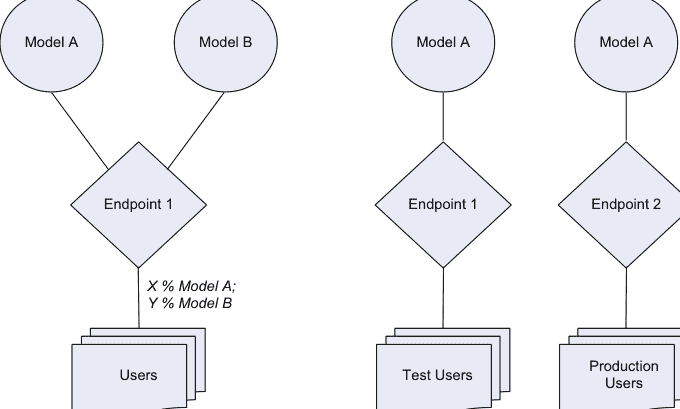 Model A
Model B
Model A
Model A
Endpoint 1
Endpoint 1
Endpoint 2
X % Model A;
Y % Model B
Users
Test Users
Production
Users